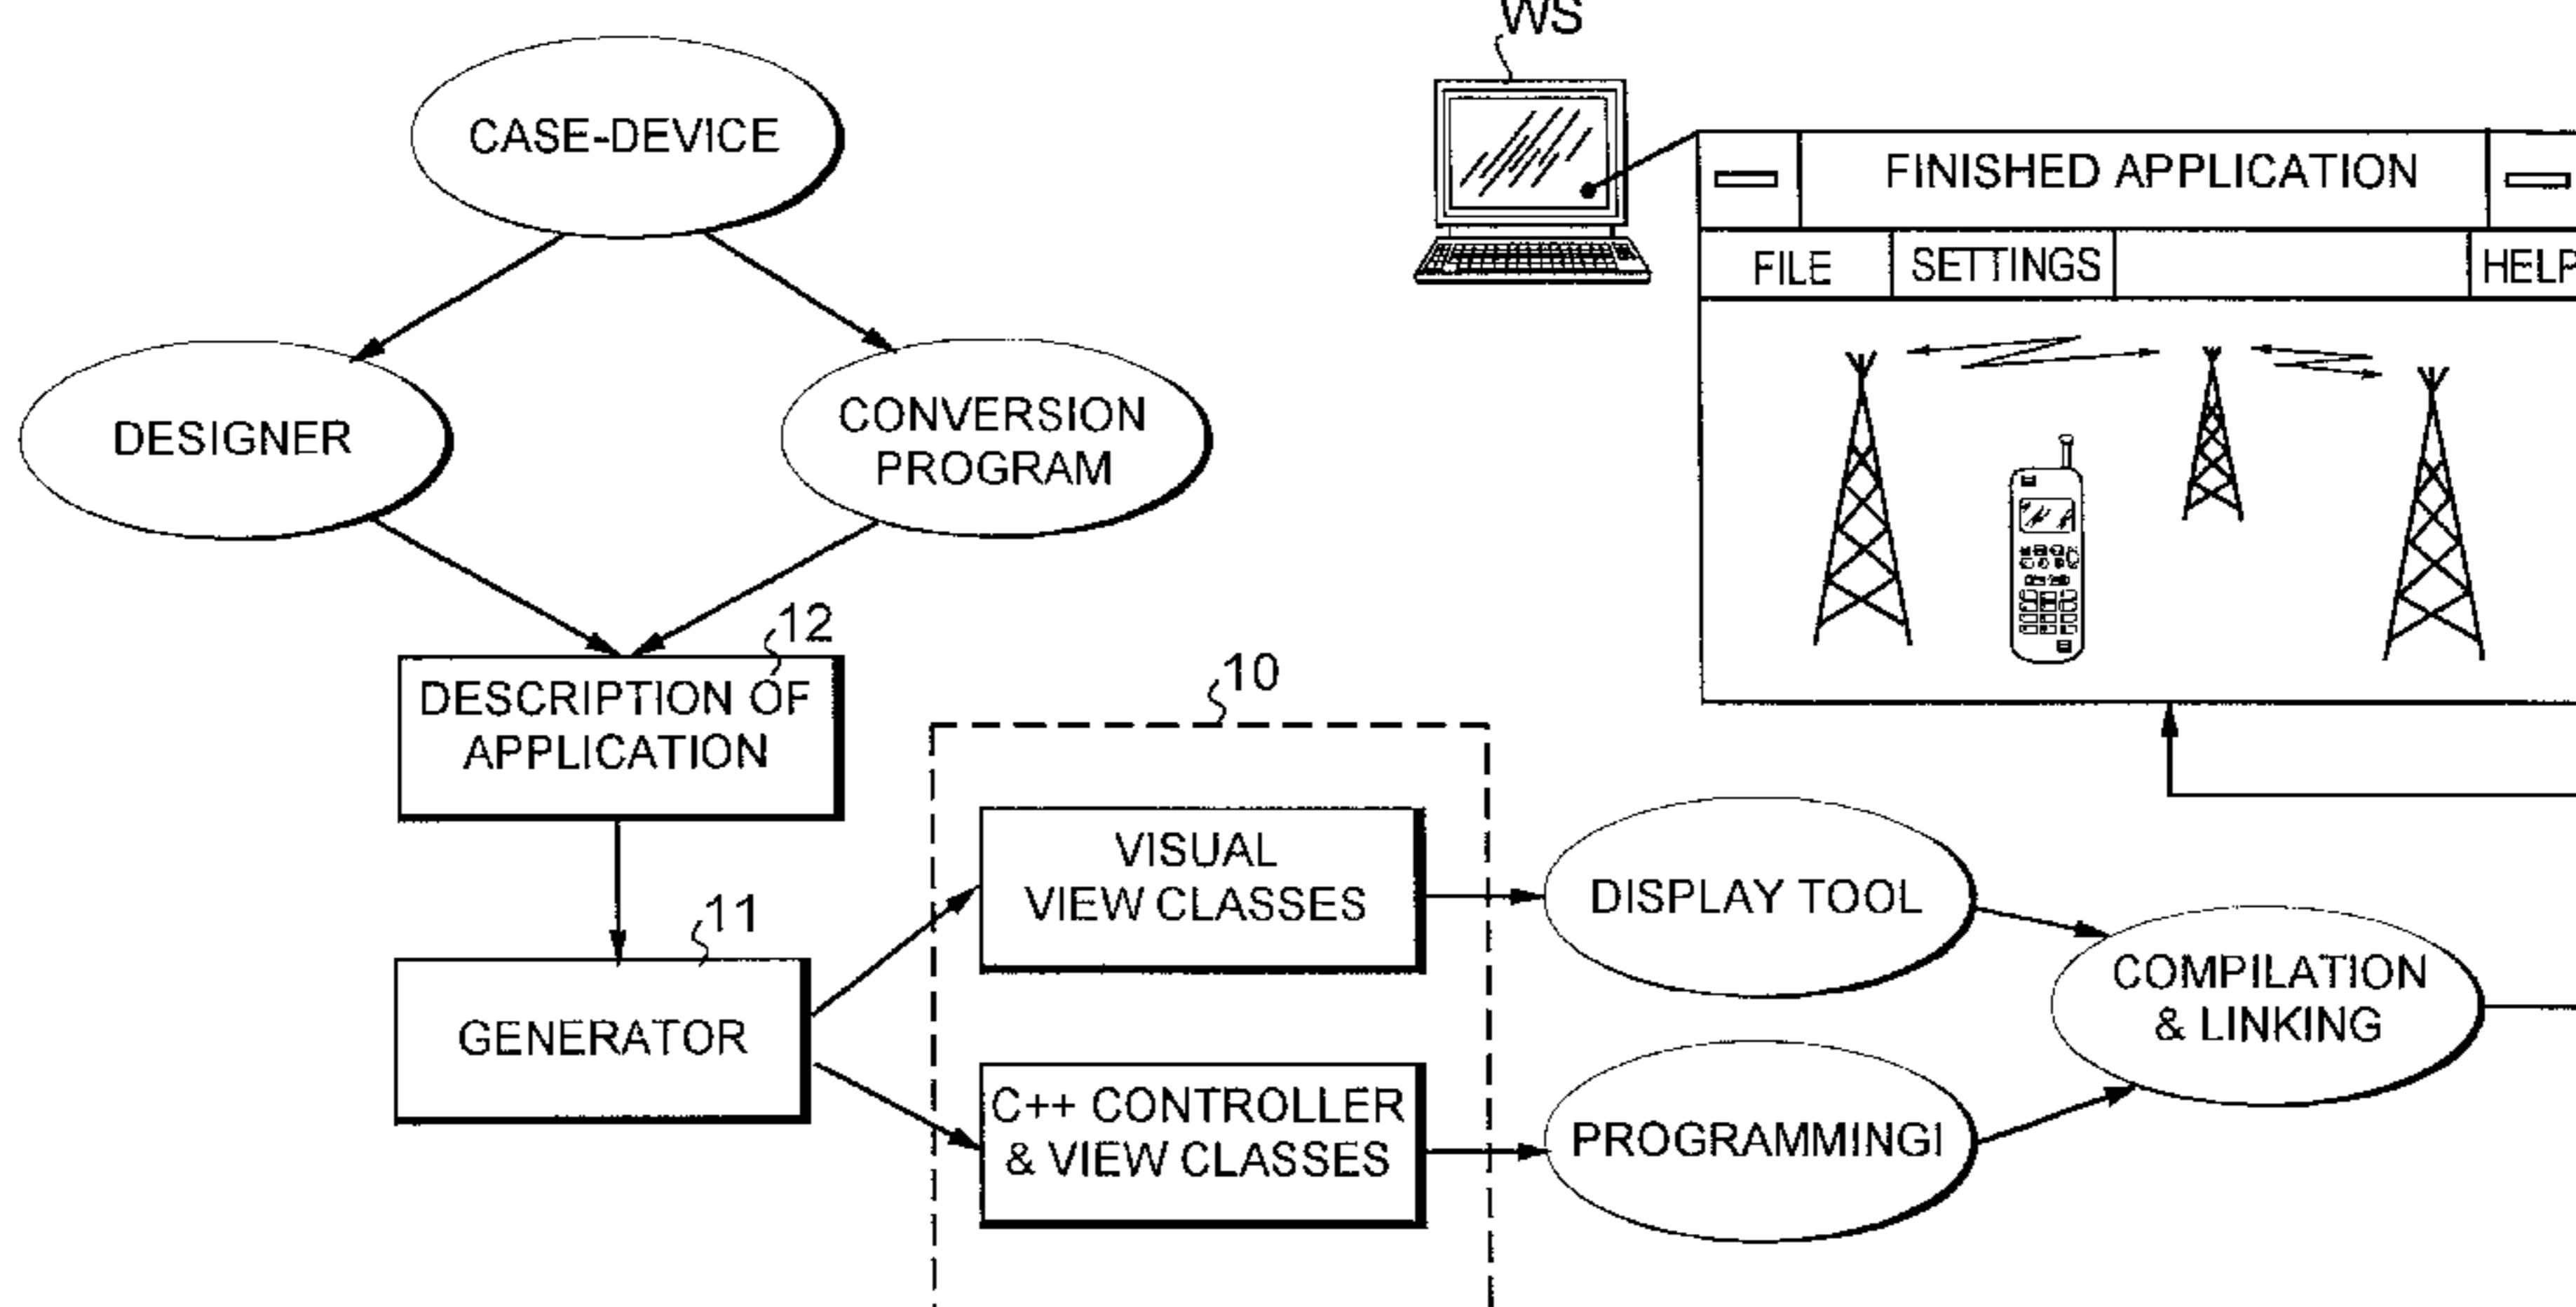 WS
CASE-DEVICE
FINISHED APPLICATION
FILE
SETTINGS
HELP
DESIGNER
CONVERSION
PROGRAM
12
DESCRIPTION OF
APPLICATION
10
VISUAL
VIEW CLASSES
DISPLAY TOOL
11
GENERATOR
COMPILATION
& LINKING
C++ CONTROLLER
& VIEW CLASSES
PROGRAMMINGI